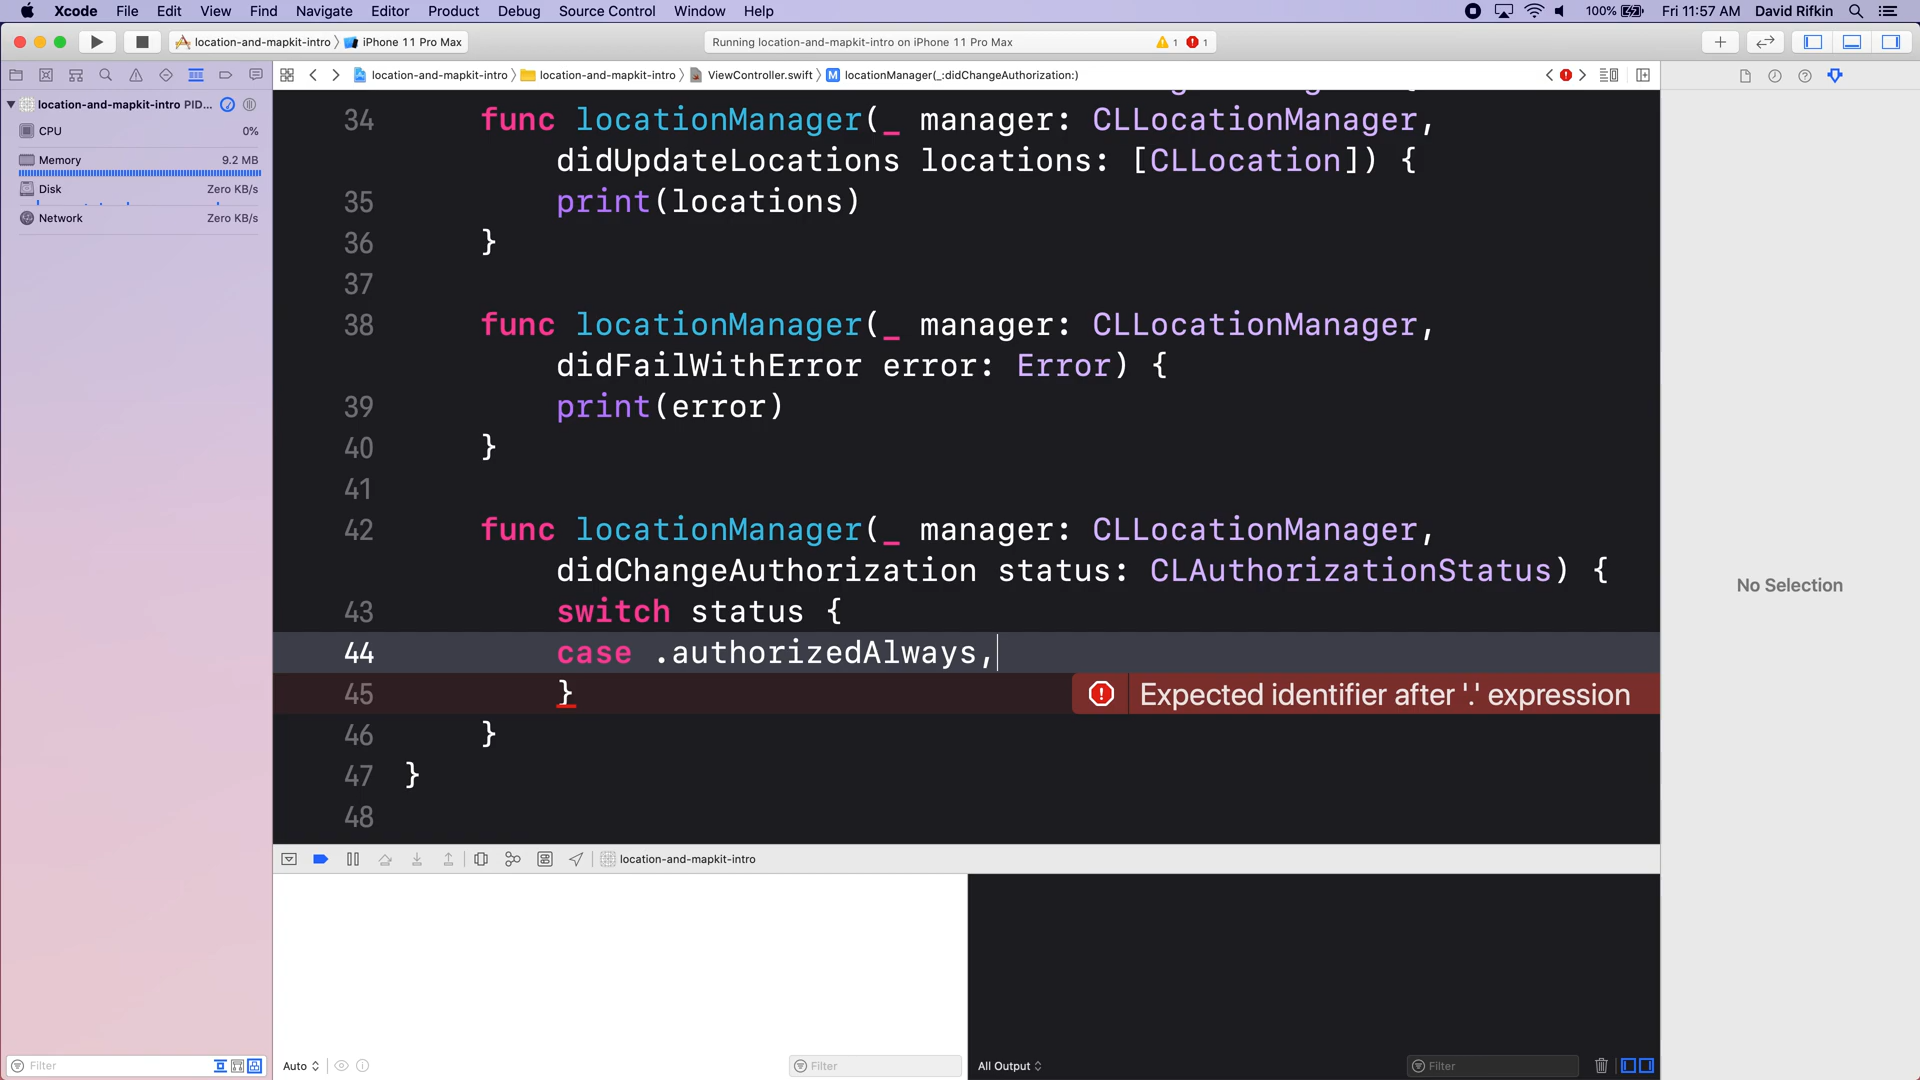 Xcode File Edit View Find Navigate Editor Product Debug Source Control Window Help 100% Fri 11:57 AM David Rifkin
location-and-mapkit-intro iPhone 11 Pro Max Running location-and-mapkit-intro on iPhone 11 Pro Max 1 1
location-and-mapkit-intro location-and-mapkit-intro ViewController.swift locationManager(_:didChangeAuthorization:)
location-and-mapkit-intro PID...
CPU 0%
Memory 9.2 MB
Disk Zero KB/s
Network Zero KB/s
34 func locationManager(_ manager: CLLocationManager,
didUpdateLocations locations: [CLLocation]) {
35 print(locations)
36 }
37
38 func locationManager(_ manager: CLLocationManager,
didFailWithError error: Error) {
39 print(error)
40 }
41
42 func locationManager(_ manager: CLLocationManager,
didChangeAuthorization status: CLAuthorizationStatus) {
43 switch status {
44 case .authorizedAlways,
45 } Expected identifier after '.' expression
46 }
47 }
48
No Selection
location-and-mapkit-intro
Filter Auto Filter All Output Filter